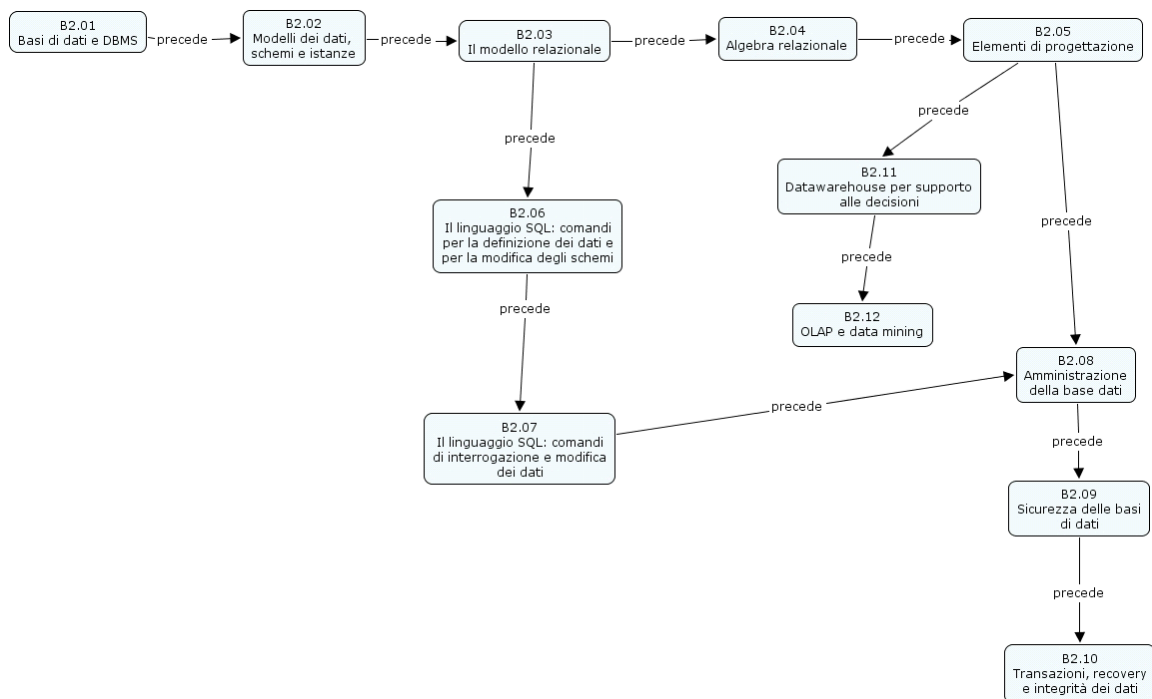 B2.01
Basi di dati e DBMS
precede
B2.02
Modelli dei dati,
schemi e istanze
precede
B2.03
Il modello relazionale
precede
B2.04
Algebra relazionale
precede
B2.05
Elementi di progettazione
precede
precede
B2.11
Datawarehouse per supporto
alle decisioni
B2.06
Il linguaggio SQL: comandi
per la definizione dei dati e
per la modifica degli schemi
precede
precede
precede
B2.12
OLAP e data mining
B2.08
Amministrazione
della base dati
precede
B2.07
Il linguaggio SQL: comandi
di interrogazione e modifica
dei dati
precede
B2.09
Sicurezza delle basi
di dati
precede
B2.10
Transazioni, recovery
e integrità dei dati